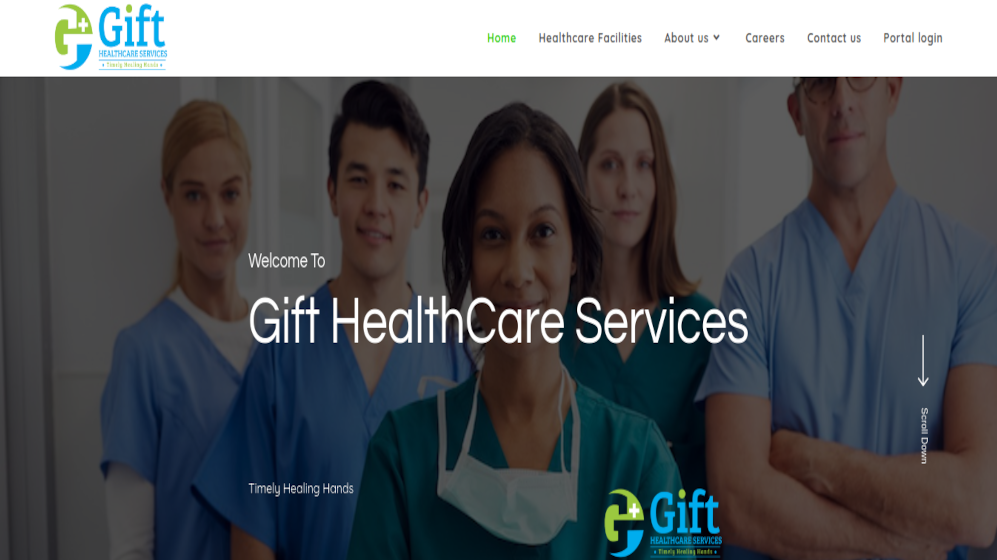 Gift
HEALTHCARE SERVICES
Timely Healing Hands
Home
Healthcare Facilities
About us
Careers
Contact us
Portal login
Welcome To
Gift HealthCare Services
Scroll Down
Timely Healing Hands
Gift
HEALTHCARE SERVICES
Timely Healing Hands